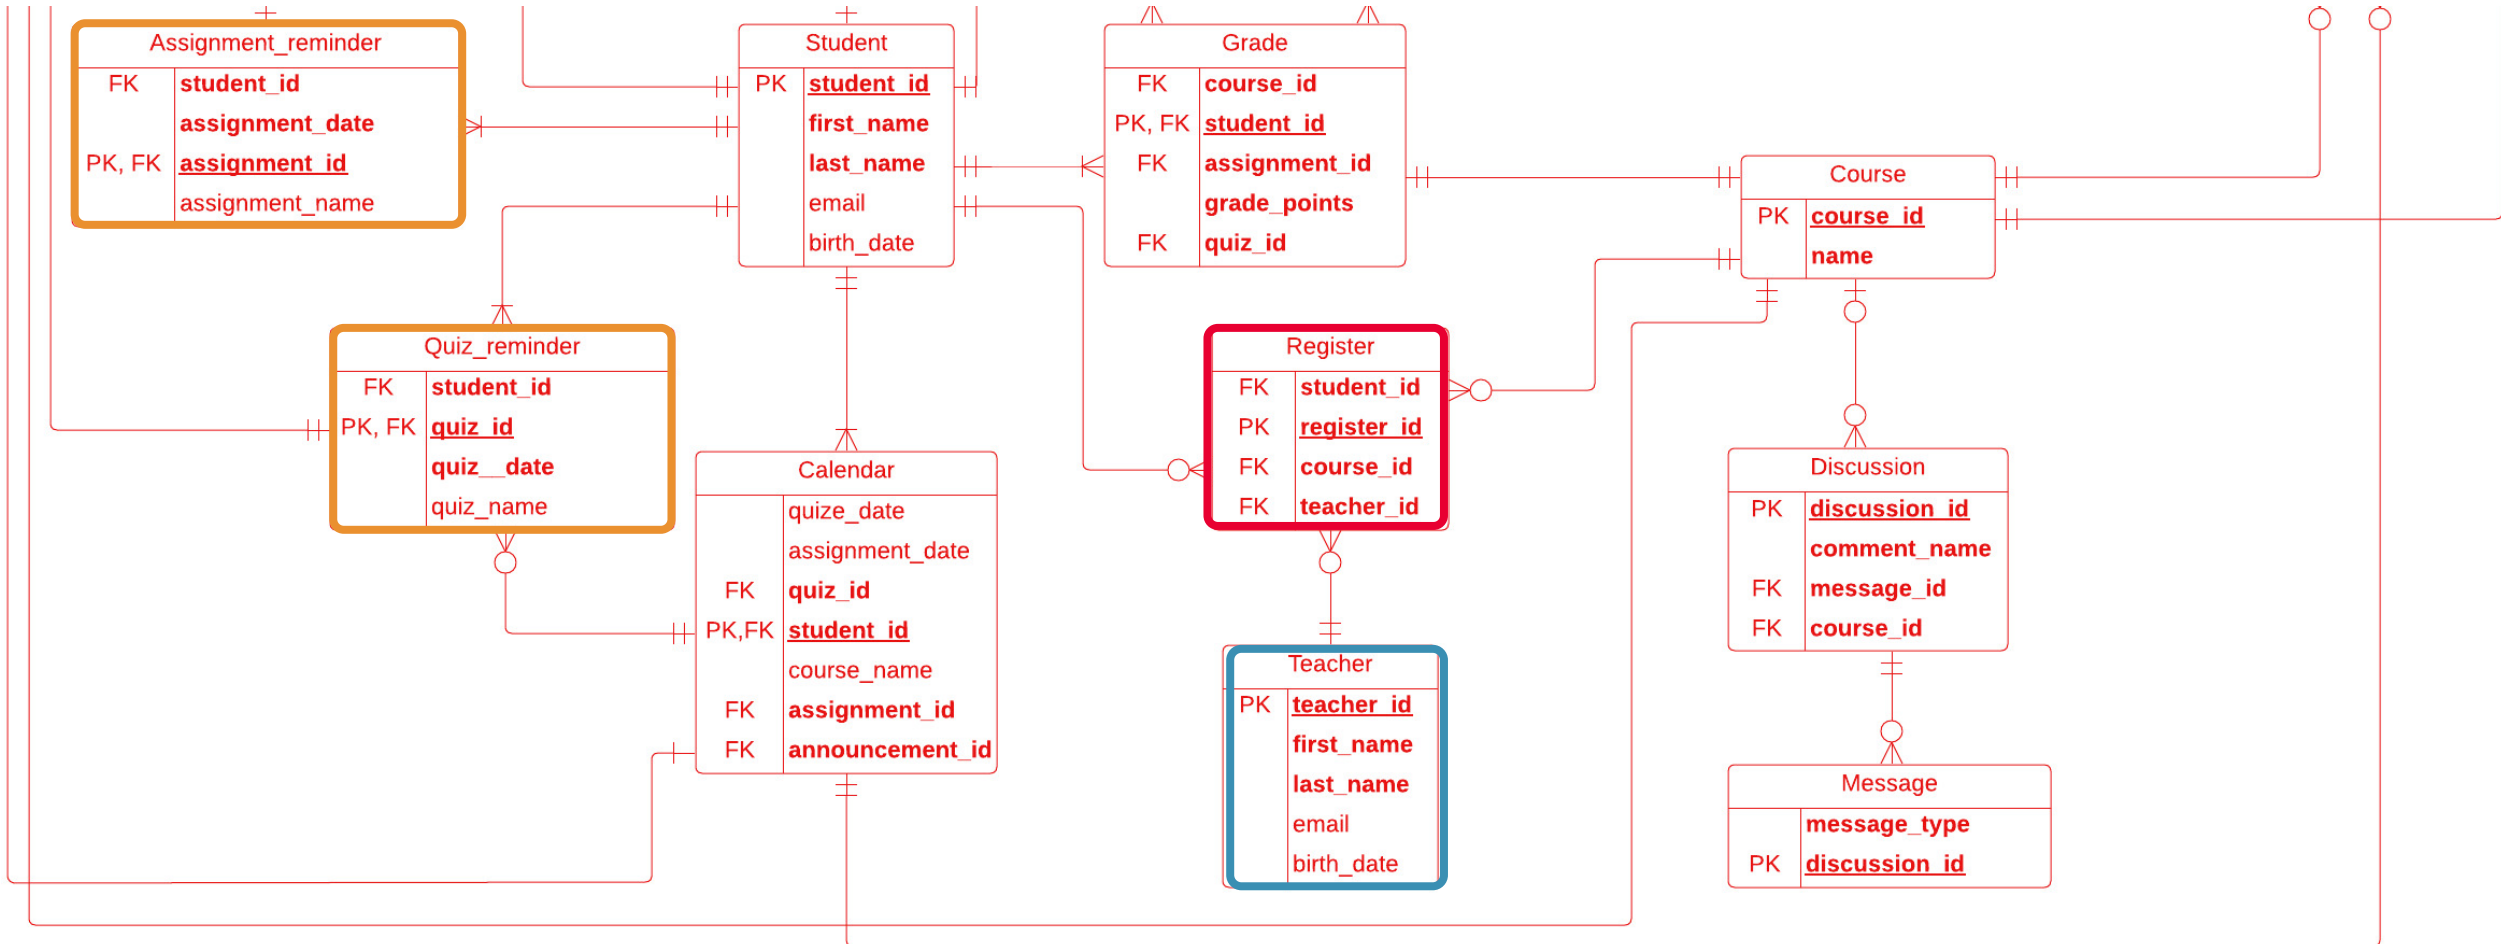 Assignment_reminder
FK student_id
assignment_date
PK, FK assignment_id
assignment_name
Student
PK student_id
first_name
last_name
email
birth_date
Grade
FK course_id
PK, FK student_id
FK assignment_id
grade_points
FK quiz_id
Course
PK course_id
name
Quiz_reminder
FK student_id
PK, FK quiz_id
quiz__date
quiz_name
Calendar
quize_date
assignment_date
FK quiz_id
PK,FK student_id
course_name
FK assignment_id
FK announcement_id
Register
FK student_id
PK register_id
FK course_id
FK teacher_id
Teacher
PK teacher_id
first_name
last_name
email
birth_date
Discussion
PK discussion_id
comment_name
FK message_id
FK course_id
Message
message_type
PK discussion_id